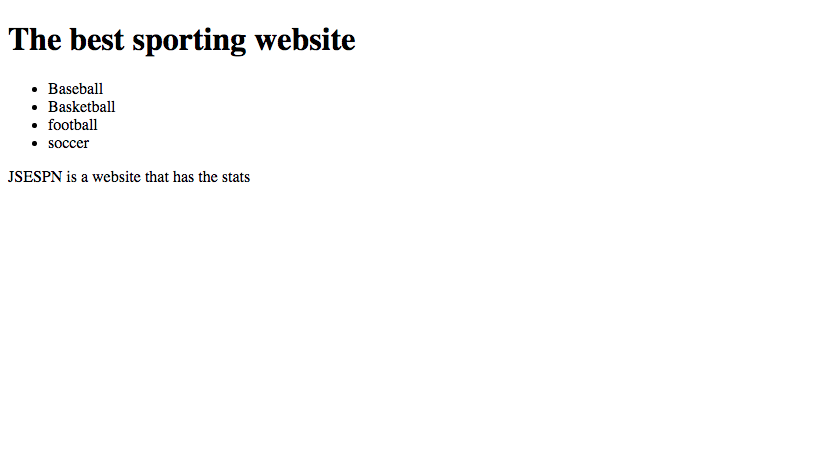 The best sporting website
Baseball
Basketball
football
soccer
JSESPN is a website that has the stats